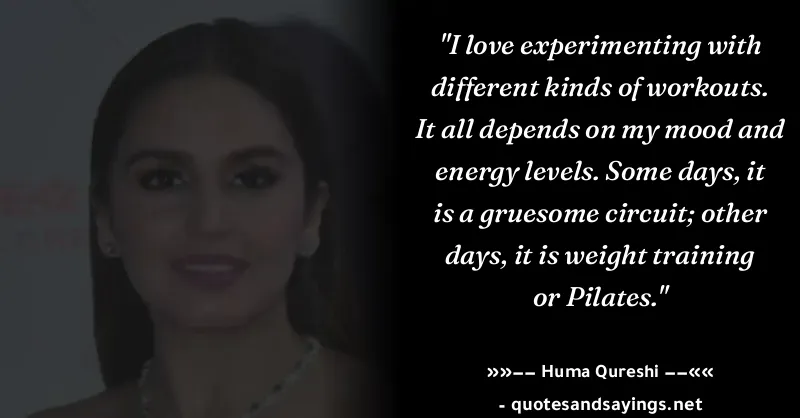 "I love experimenting with
different kinds of workouts.
It all depends on my mood and
energy levels. Some days, it
is a gruesome circuit; other
days, it is weight training
or Pilates."
»»−− Huma Qureshi −−««
- quotesandsayings.net